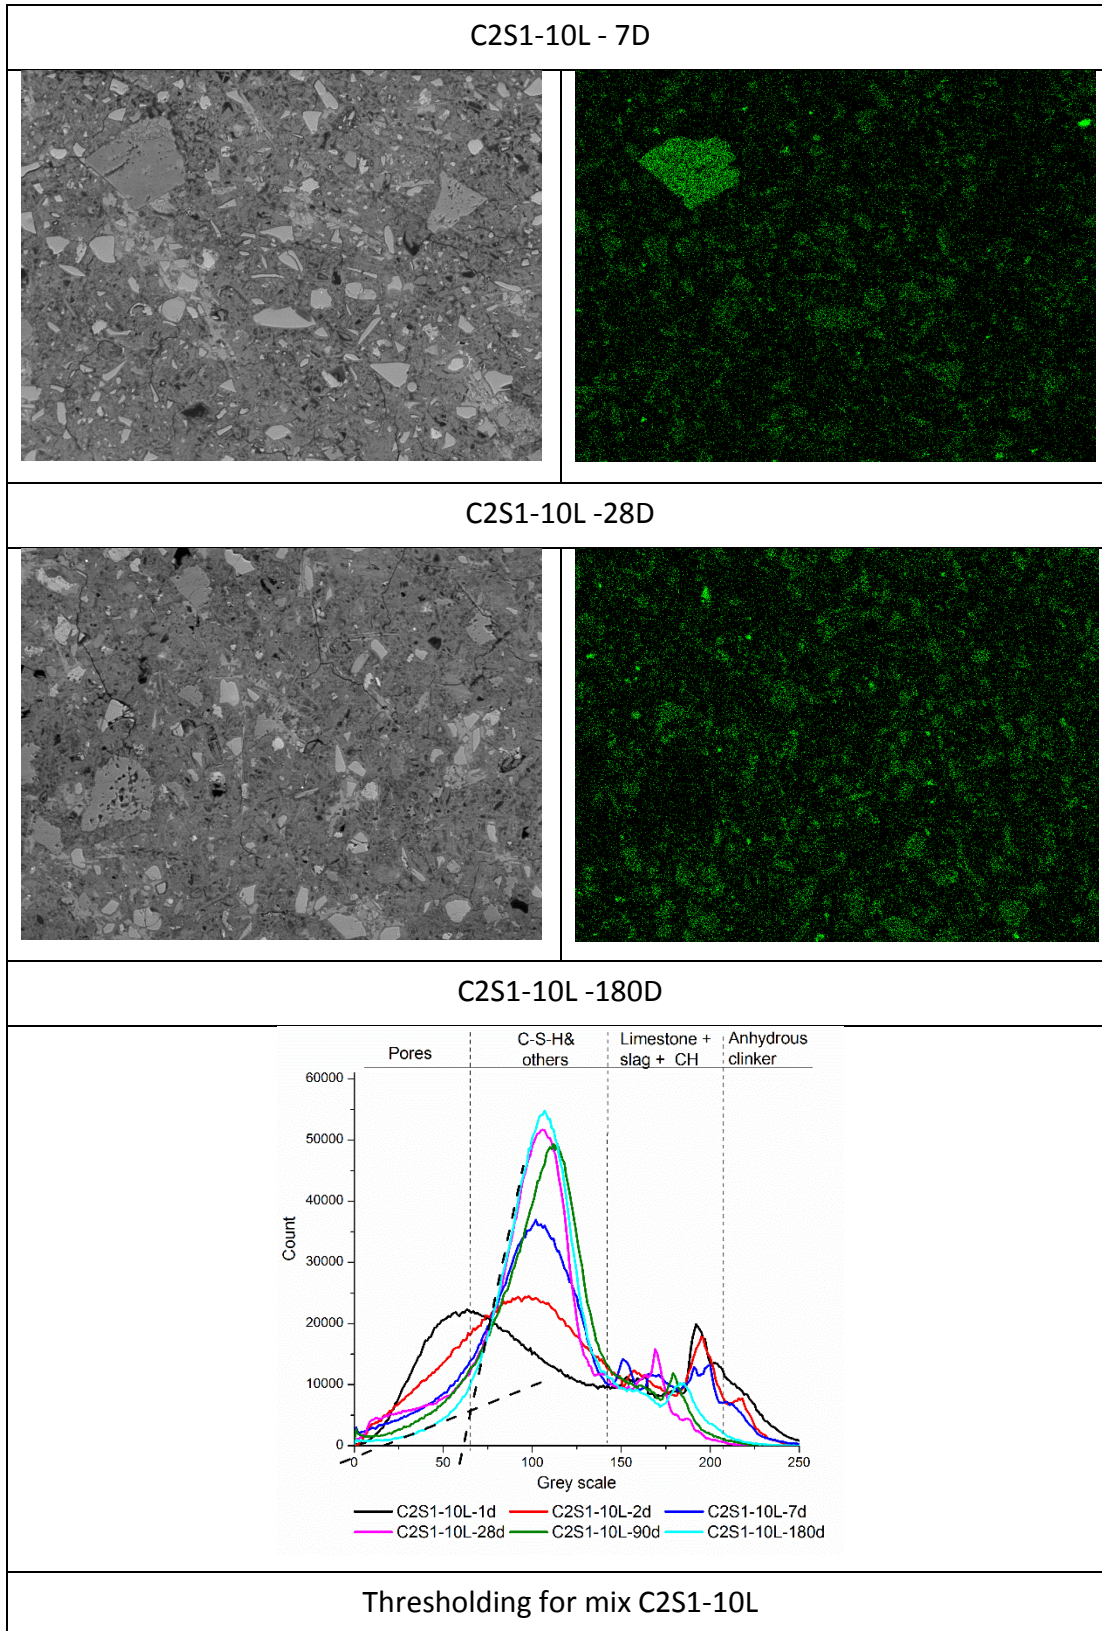 C2S1-10L - 7D
C2S1-10L -28D
C2S1-10L -180D
Pores
C-S-H&
others
Limestone +
slag + CH
Anhydrous
clinker
60000
50000
40000
30000
20000
10000
0
Count
0 50 100 150 200 250
Grey scale
C2S1-10L-1d C2S1-10L-2d C2S1-10L-7d
C2S1-10L-28d C2S1-10L-90d C2S1-10L-180d
Thresholding for mix C2S1-10L